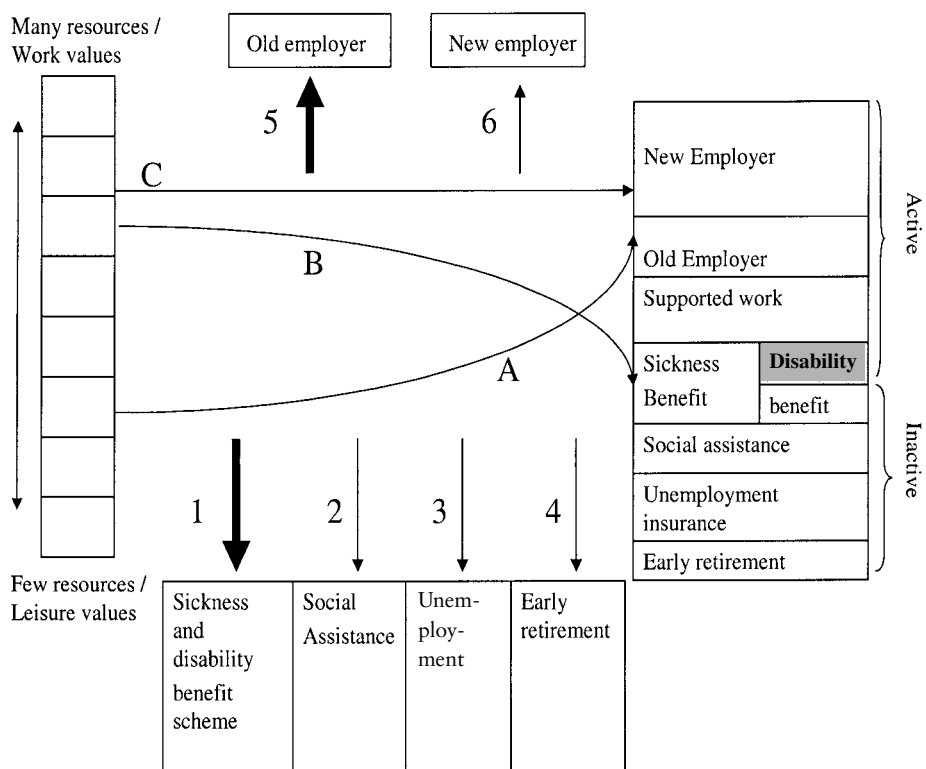 Many resources /
Work values
Old employer
New employer
5
6
C
B
A
New Employer
Old Employer
Supported work
Sickness
Benefit
Disability
benefit
Social assistance
Unemployment
insurance
Early retirement
Active
Inactive
1
2
3
4
Few resources /
Leisure values
Sickness
and
disability
benefit
scheme
Social
Assistance
Unem-
ploy-
ment
Early
retirement